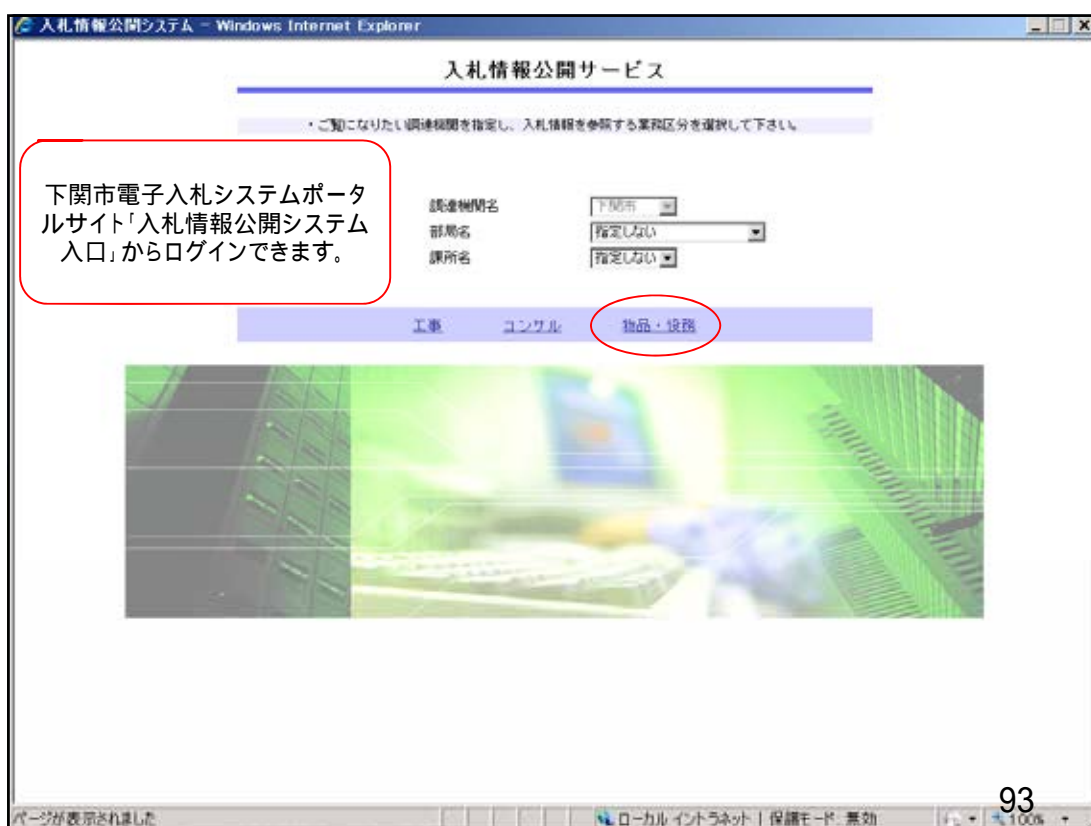 入札情報公開システム - Windows Internet Explorer
入札情報公開サービス
・ご覧になりたい調達機関を指定し、入札情報を参照する業務区分を選択して下さい。
下関市電子入札システムポータ
ルサイト「入札情報公開システム
入口」からログインできます。
調達機関名 下関市
部局名 指定しない
課所名 指定しない
工事 コンサル 物品・役務
ページが表示されました ローカル イントラネット | 保護モード: 無効 100%
93